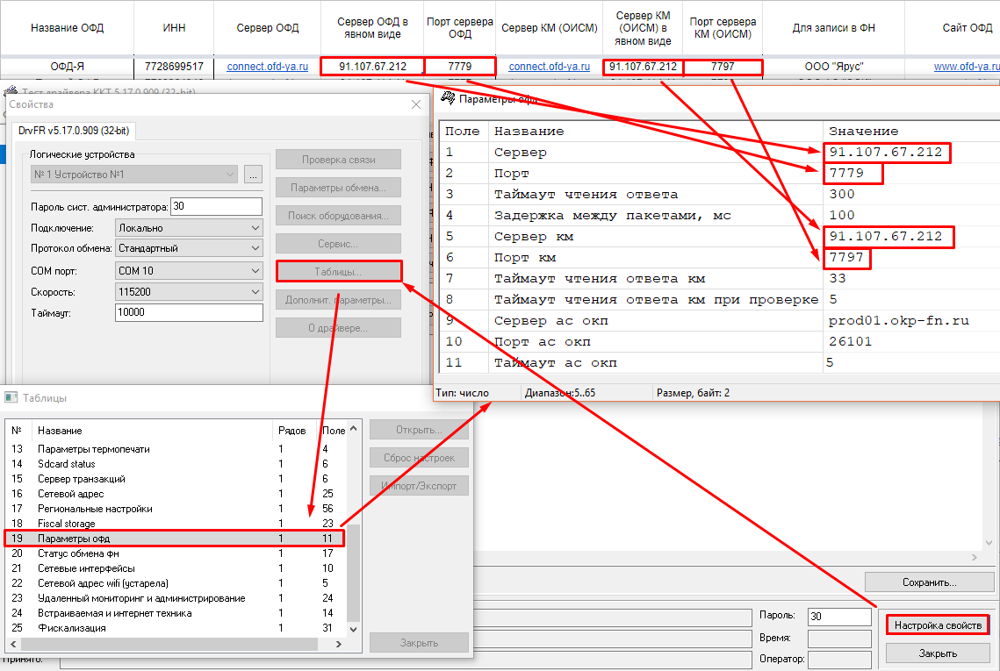 Название ОФД ИНН Сервер ОФД Сервер ОФД в явном виде Порт сервера ОФД Сервер КМ (ОИСМ) Сервер КМ (ОИСМ) в явном виде Порт сервера КМ (ОИСМ) Для записи в ФН Сайт ОФД
ОФД-Я 7728699517 connect.ofd-ya.ru 91.107.67.212 7779 connect.ofd-ya.ru 91.107.67.212 7797 ООО "Ярус" www.ofd-ya.ru
Тест драйвера ККТ 5.17.0.909 (32-bit)
Свойства
DrvFR v5.17.0.909 (32-bit)
Логические устройства
№ 1 Устройство №1
...
Пароль сист. администратора: 30
Подключение: Локально
Протокол обмена: Стандартный
COM порт: COM 10
Скорость: 115200
Таймаут: 10000
Проверка связи
Параметры обмена...
Поиск оборудования...
Сервис...
Таблицы...
Дополнит. параметры...
О драйвере...
Параметры офд
Поле Название Значение
1 Сервер 91.107.67.212
2 Порт 7779
3 Таймаут чтения ответа 300
4 Задержка между пакетами, мс 100
5 Сервер км 91.107.67.212
6 Порт км 7797
7 Таймаут чтения ответа км 33
8 Таймаут чтения ответа км при проверке 5
9 Сервер ас окп prod01.okp-fn.ru
10 Порт ас окп 26101
11 Таймаут ас окп 5
Тип: число Диапазон:5..65 Размер, байт: 2
Таблицы
№ Название Рядов Поле
13 Параметры термопечати 1 4
14 Sdcard status 1 6
15 Сервер транзакций 1 6
16 Сетевой адрес 1 25
17 Региональные настройки 1 56
18 Fiscal storage 1 23
19 Параметры офд 1 11
20 Статус обмена фн 1 17
21 Сетевые интерфейсы 1 10
22 Сетевой адрес wifi (устарела) 1 5
23 Удаленный мониторинг и администрирование 1 24
24 Встраиваемая и интернет техника 1 14
25 Фискализация 1 31
Открыть...
Сброс настроек
Импорт/Экспорт
Закрыть
Сохранить...
Пароль: 30
Время:
Оператор:
Настройка свойств
Закрыть
Принято: